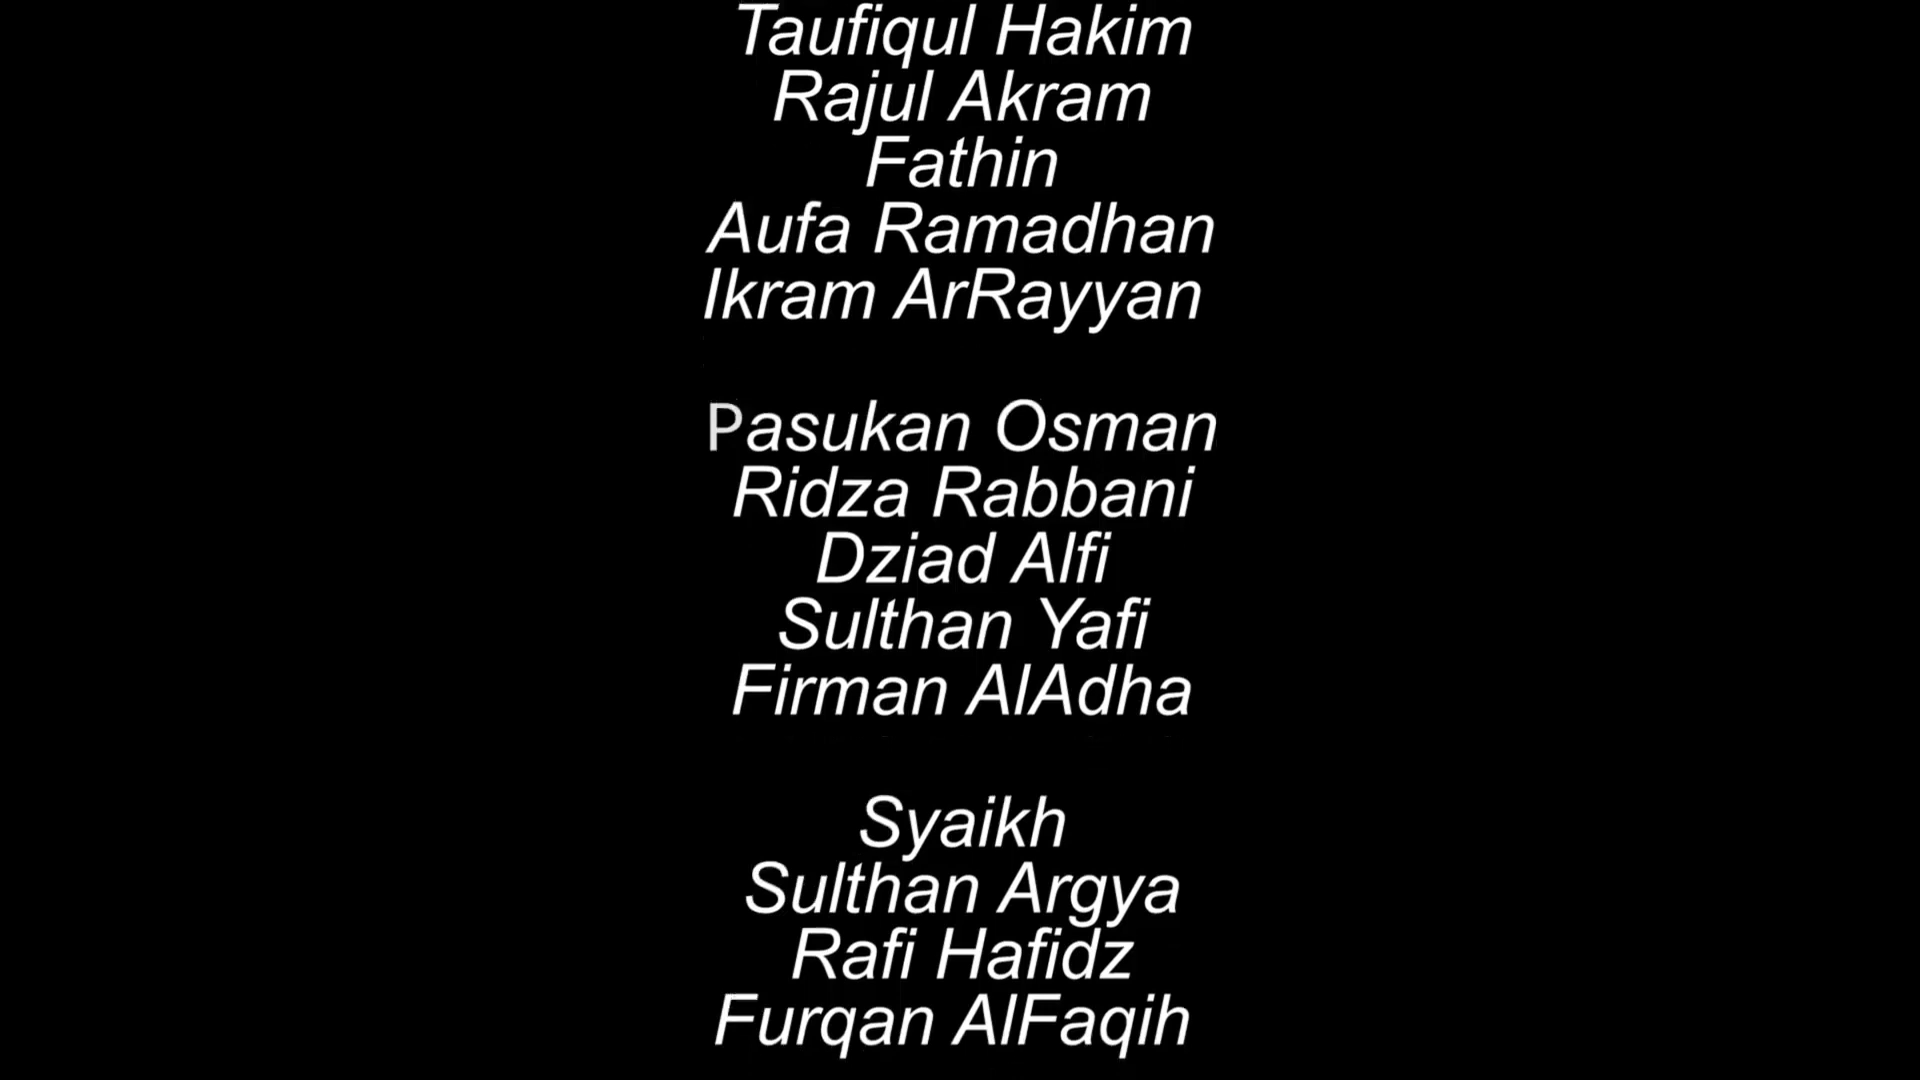 Taufiqul Hakim
Rajul Akram
Fathin
Aufa Ramadhan
Ikram ArRayyan
Pasukan Osman
Ridza Rabbani
Dziad Alfi
Sulthan Yafi
Firman AlAdha
Syaikh
Sulthan Argya
Rafi Hafidz
Furqan AlFaqih